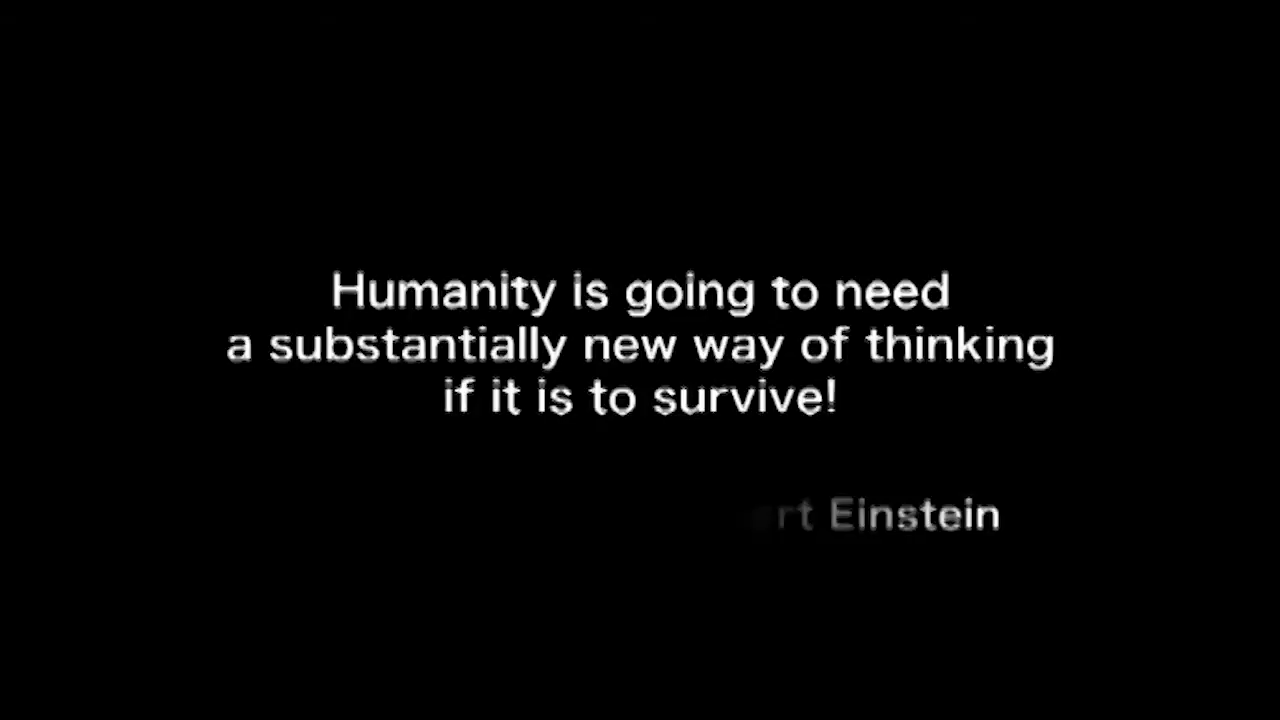 Humanity is going to need
a substantially new way of thinking
if it is to survive!
Einstein